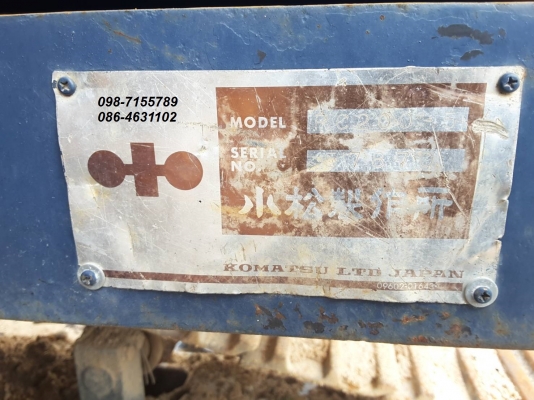 098-7155789
086-4631102
MODEL
SERIAL
NO.
小松製作所
KOMATSU LTD JAPAN